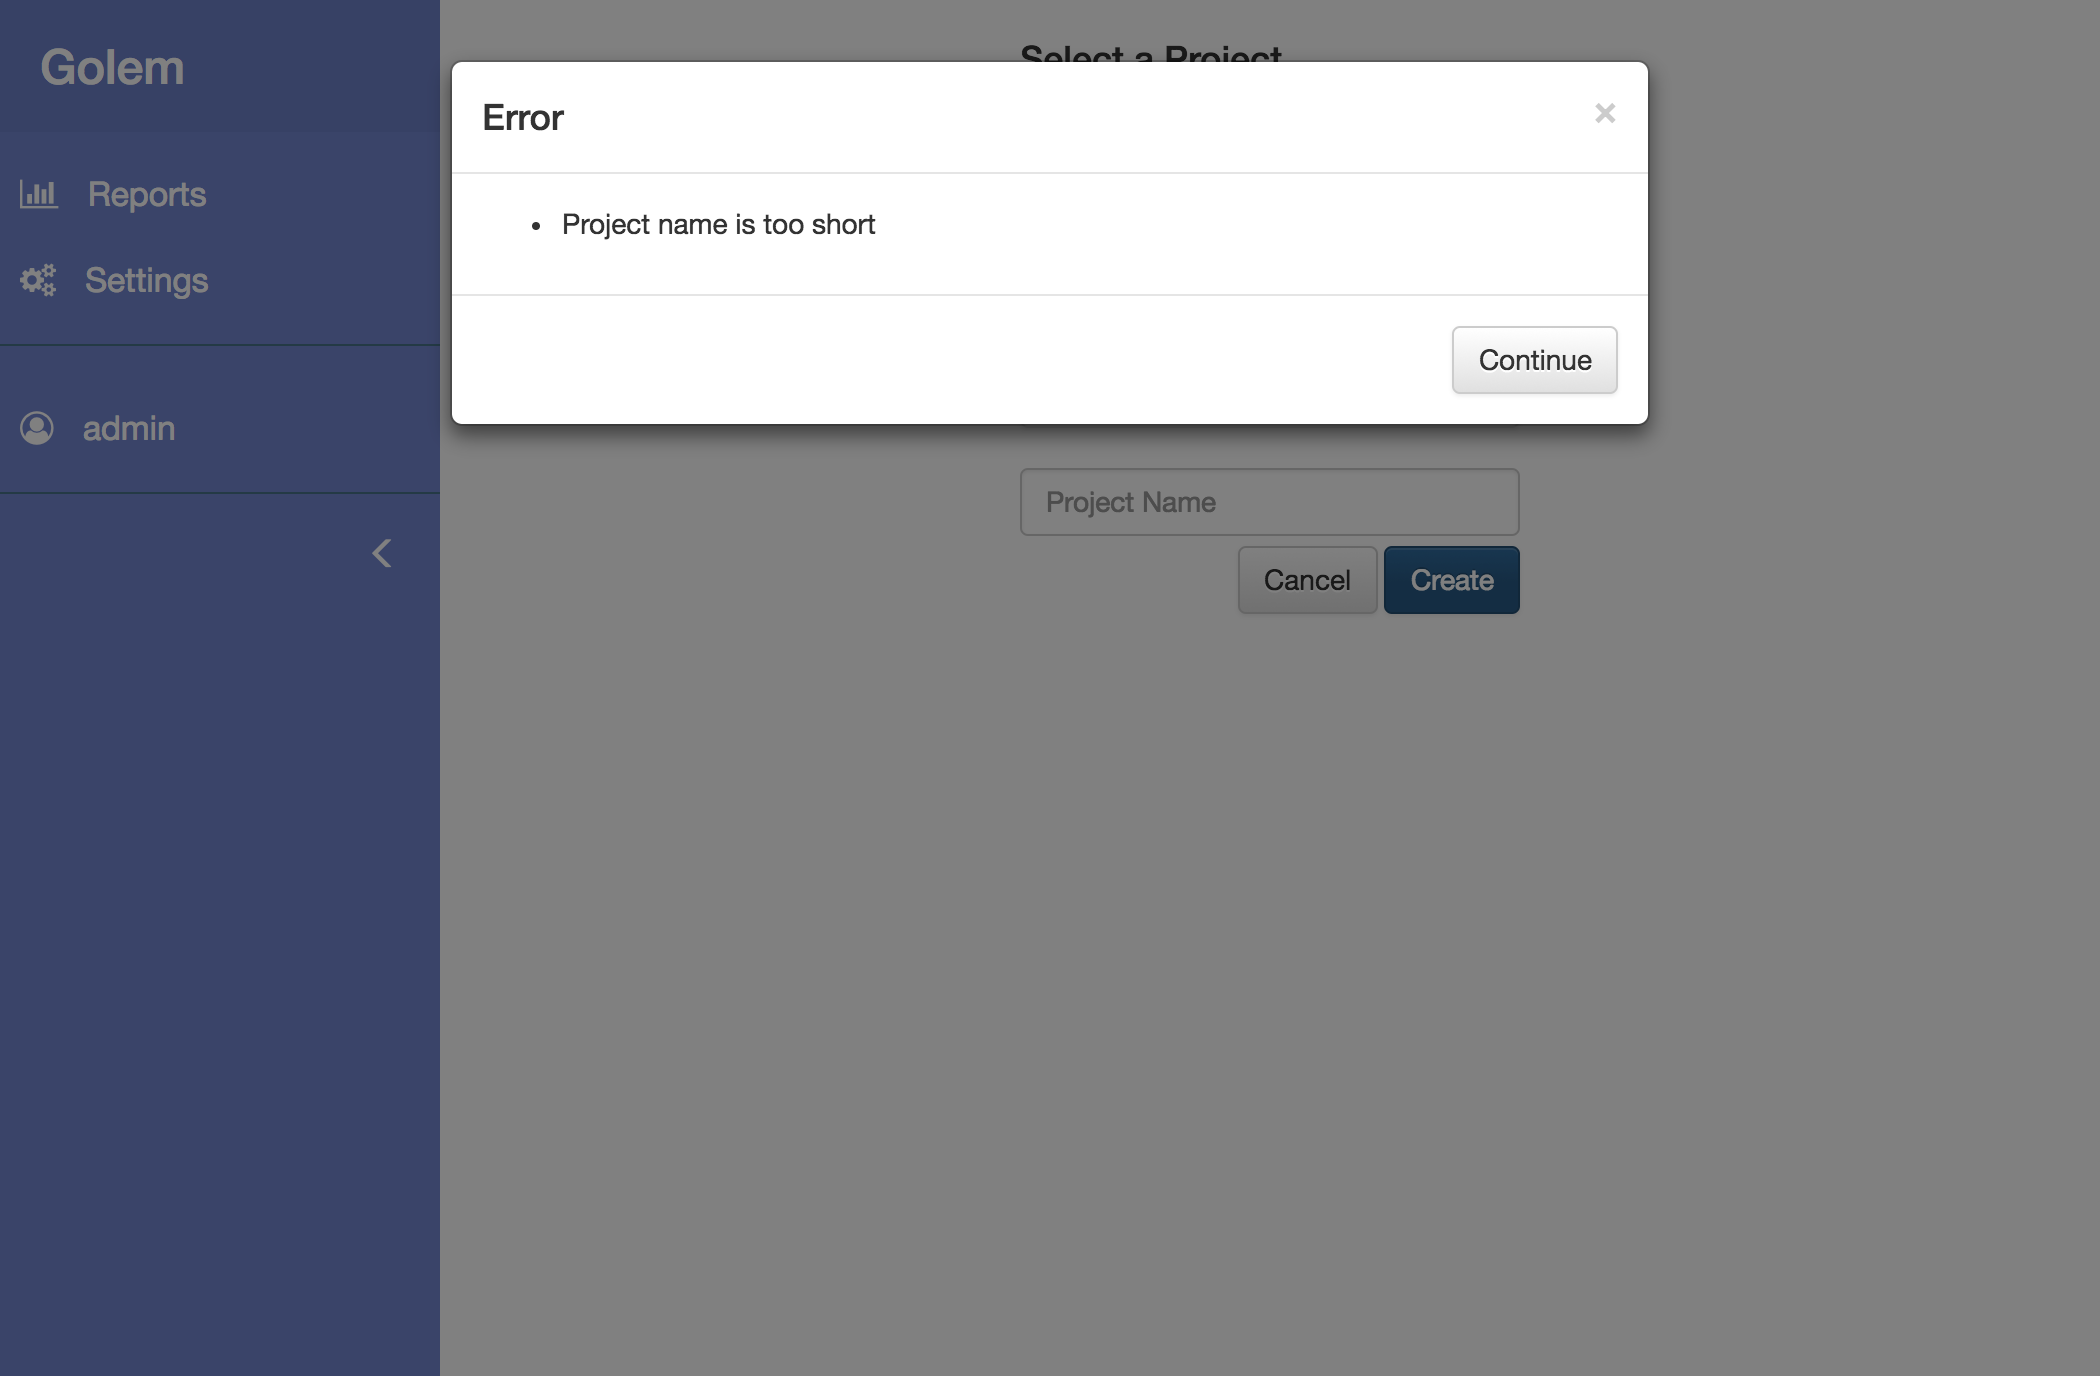 Golem
Reports
Settings
admin
Select a Project
Error
×
• Project name is too short
Continue
Project Name
Cancel
Create